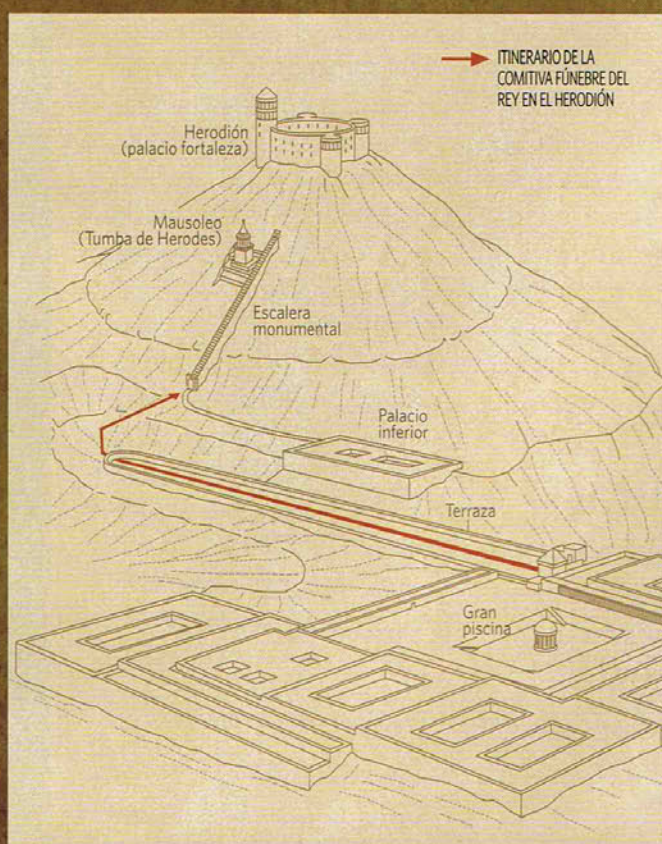 ITINERARIO DE LA
COMITIVA FÚNEBRE DEL
REY EN EL HERODIÓN
Herodión
(palacio fortaleza)
Mausoleo
(Tumba de Herodes)
Escalera
monumental
Palacio
inferior
Terraza
Gran
piscina